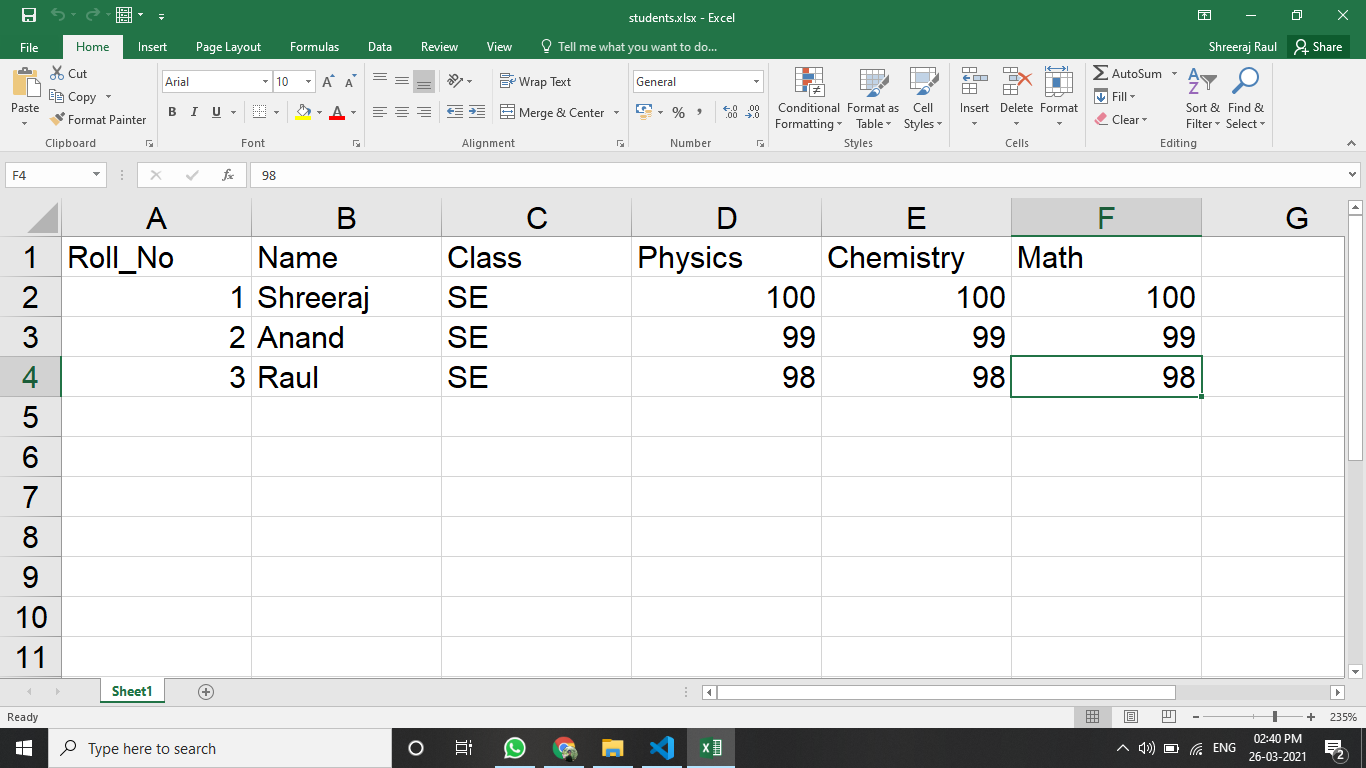 students.xlsx - Excel
File Home Insert Page Layout Formulas Data Review View Tell me what you want to do... Shreeraj Raul Share
Paste
Cut
Copy
Format Painter
Clipboard
Arial 10
B I U
A A
Font
Wrap Text
Merge & Center
Alignment
General
%
Number
Conditional Formatting
Format as Table
Cell Styles
Styles
Insert Delete Format
Cells
AutoSum
Fill
Clear
Sort & Filter
Find & Select
Editing
F4 fx 98
A B C D E F G
1 Roll_No Name Class Physics Chemistry Math
2 1 Shreeraj SE 100 100 100
3 2 Anand SE 99 99 99
4 3 Raul SE 98 98 98
5
6
7
8
9
10
11
Sheet1
Ready 235%
Type here to search ENG 02:40 PM
26-03-2021 2